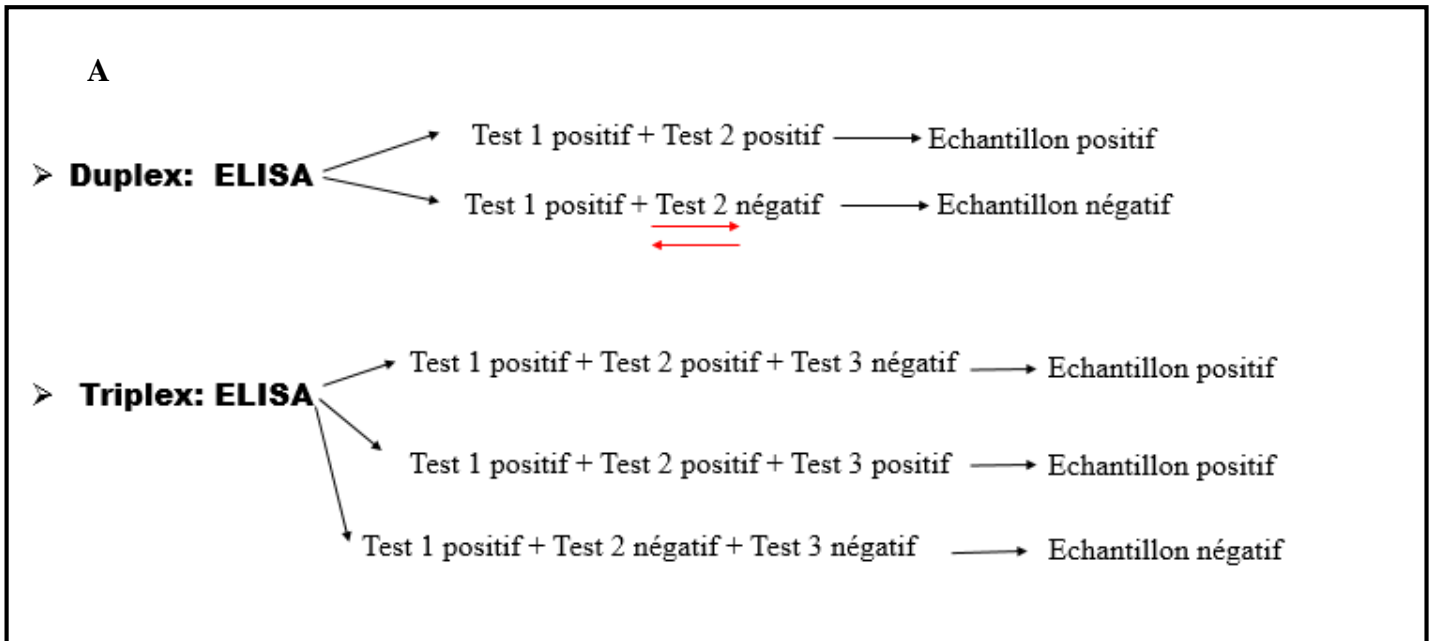 A
Test 1 positif + Test 2 positif Echantillon positif
➢ Duplex: ELISA
Test 1 positif + Test 2 négatif Echantillon négatif
Test 1 positif + Test 2 positif + Test 3 négatif Echantillon positif
➢ Triplex: ELISA
Test 1 positif + Test 2 positif + Test 3 positif Echantillon positif
Test 1 positif + Test 2 négatif + Test 3 négatif Echantillon négatif